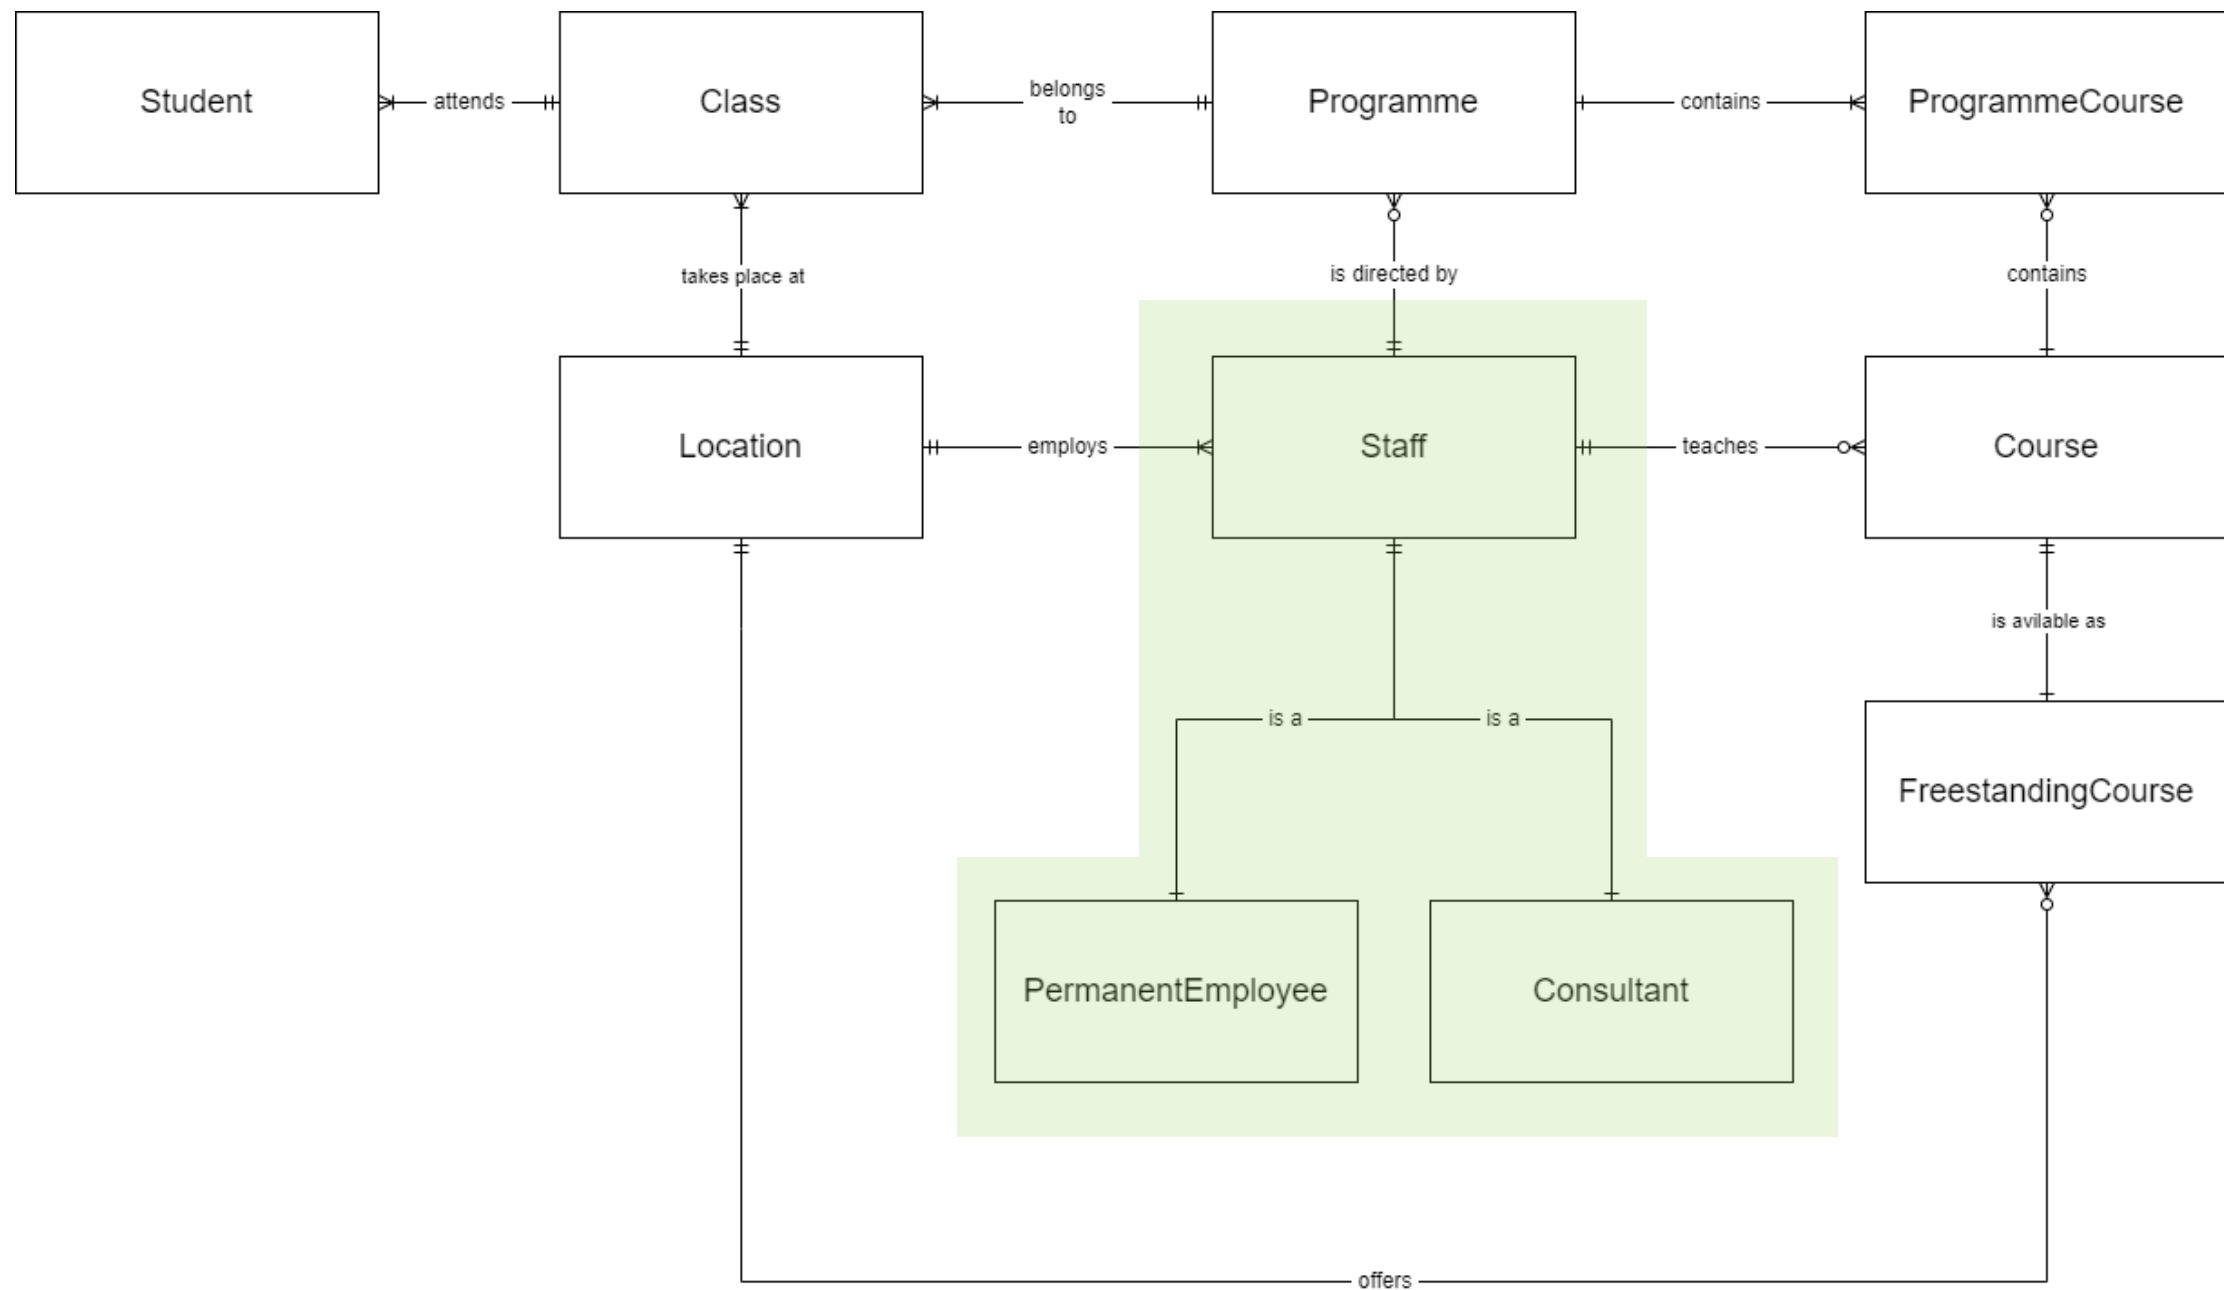 Student
attends
Class
belongs
to
Programme
contains
ProgrammeCourse
takes place at
is directed by
contains
Location
employs
Staff
teaches
Course
is avilable as
is a
is a
FreestandingCourse
PermanentEmployee
Consultant
offers